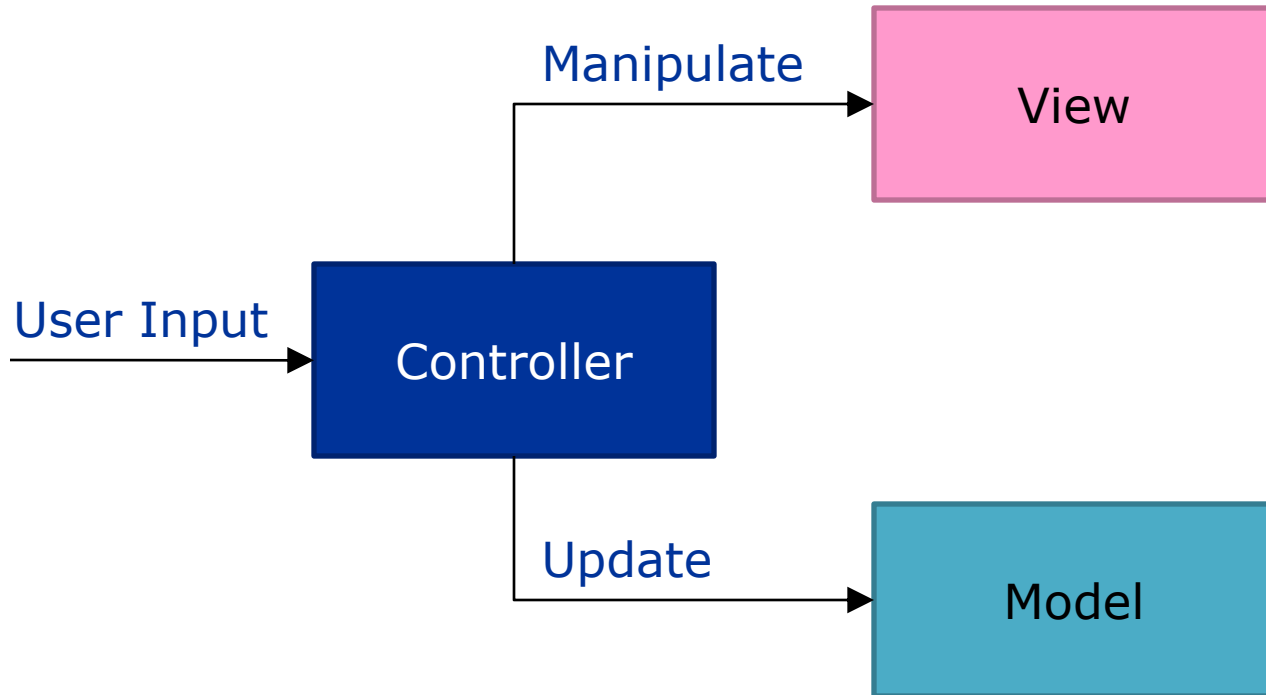 Manipulate
View
User Input
Controller
Update
Model